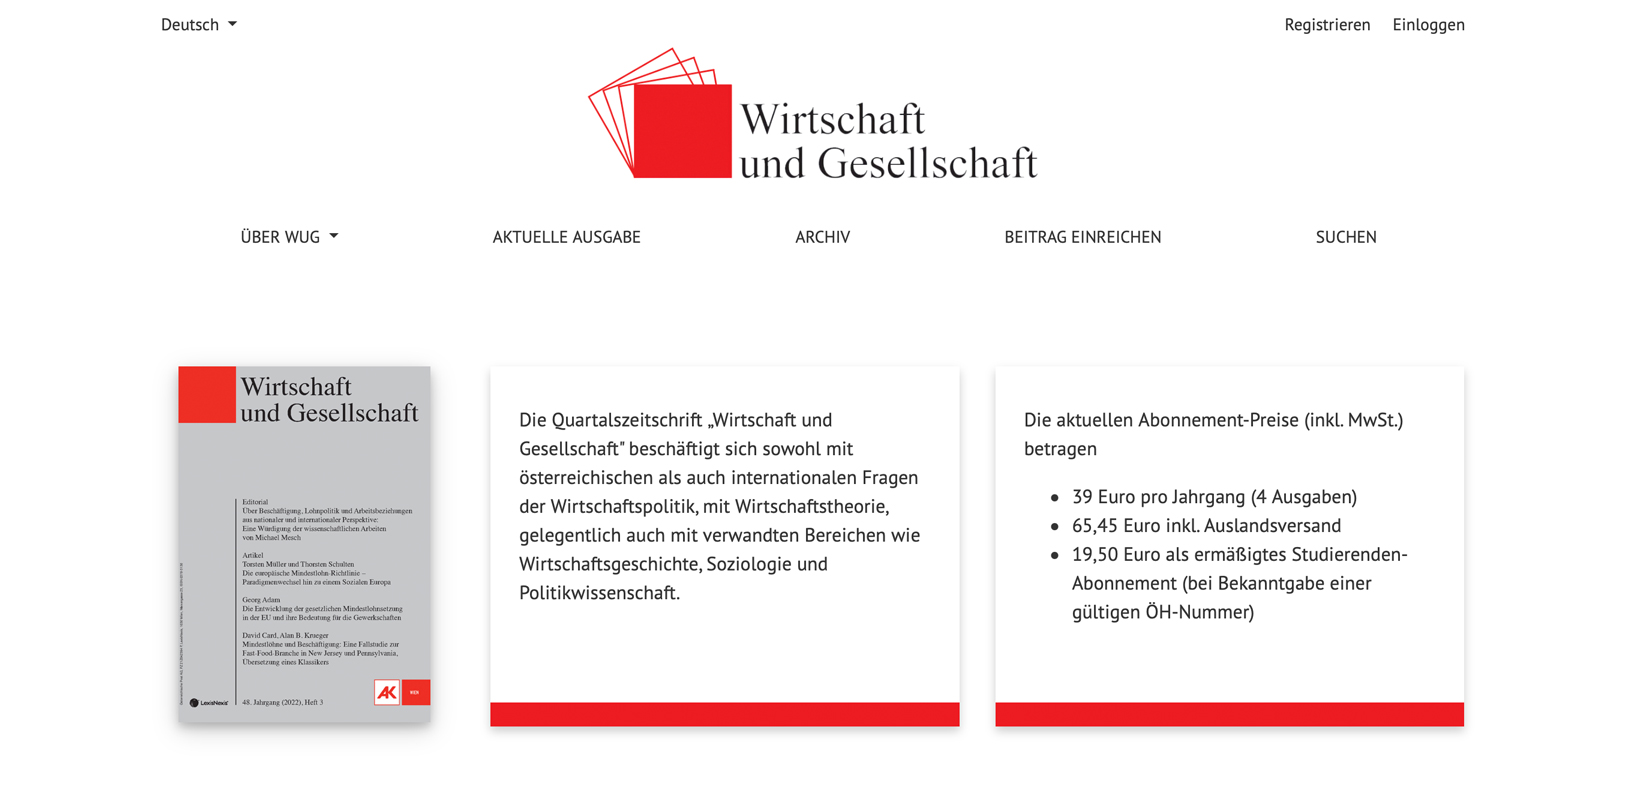 Deutsch
Registrieren
Einloggen
Wirtschaft
und Gesellschaft
ÜBER WUG
AKTUELLE AUSGABE
ARCHIV
BEITRAG EINREICHEN
SUCHEN
Wirtschaft
und Gesellschaft
Editorial
Über Beschäftigung, Lohnpolitik und Arbeitsbeziehungen
aus nationaler und internationaler Perspektive:
Eine Würdigung der wissenschaftlichen Arbeiten
von Michael Mesch
Artikel
Torsten Müller und Thorsten Schulten
Die europäische Mindestlohn-Richtlinie –
Paradigmenwechsel hin zu einem Sozialen Europa
Georg Adam
Die Entwicklung der gesetzlichen Mindestlohnsetzung
in der EU und ihre Bedeutung für die Gewerkschaften
David Card, Alan B. Krueger
Mindestlöhne und Beschäftigung: Eine Fallstudie zur
Fast-Food-Branche in New Jersey und Pennsylvania,
Übersetzung eines Klassikers
LexisNexis
48. Jahrgang (2022), Heft 3
AK
WIEN
Die Quartalszeitschrift „Wirtschaft und
Gesellschaft" beschäftigt sich sowohl mit
österreichischen als auch internationalen Fragen
der Wirtschaftspolitik, mit Wirtschaftstheorie,
gelegentlich auch mit verwandten Bereichen wie
Wirtschaftsgeschichte, Soziologie und
Politikwissenschaft.
Die aktuellen Abonnement-Preise (inkl. MwSt.)
betragen
• 39 Euro pro Jahrgang (4 Ausgaben)
• 65,45 Euro inkl. Auslandsversand
• 19,50 Euro als ermäßigtes Studierenden-
Abonnement (bei Bekanntgabe einer
gültigen ÖH-Nummer)